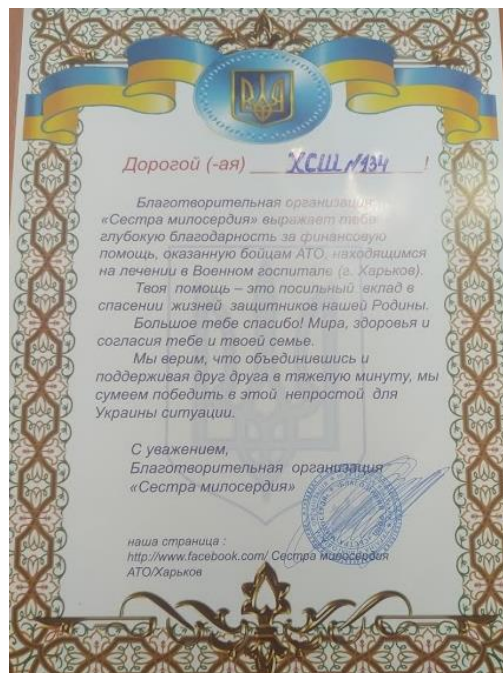 Дорогой (-ая) ХСШ №134 !
Благотворительная организация
«Сестра милосердия» выражает тебе
глубокую благодарность за финансовую
помощь, оказанную бойцам АТО, находящимся
на лечении в Военном госпитале (г. Харьков).
Твоя помощь – это посильный вклад в
спасении жизней защитников нашей Родины.
Большое тебе спасибо! Мира, здоровья и
согласия тебе и твоей семье.
Мы верим, что объединившись и
поддерживая друг друга в тяжелую минуту, мы
сумеем победить в этой непростой для
Украины ситуации.
С уважением,
Благотворительная организация
«Сестра милосердия»
наша страница :
http://www.facebook.com/ Сестра милосердия
АТО/Харьков